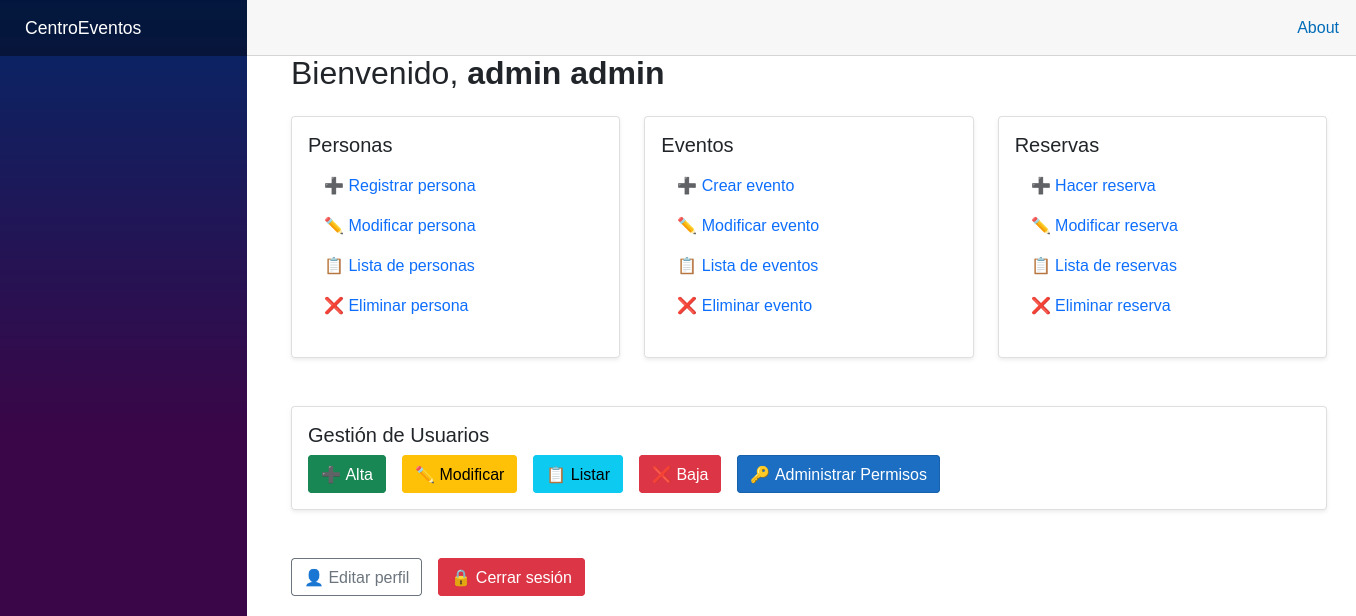 CentroEventos
About
Bienvenido, admin admin
Personas
➕ Registrar persona
✏️ Modificar persona
📋 Lista de personas
❌ Eliminar persona
Eventos
➕ Crear evento
✏️ Modificar evento
📋 Lista de eventos
❌ Eliminar evento
Reservas
➕ Hacer reserva
✏️ Modificar reserva
📋 Lista de reservas
❌ Eliminar reserva
Gestión de Usuarios
➕ Alta ✏️ Modificar 📋 Listar ❌ Baja 🔑 Administrar Permisos
👤 Editar perfil 🔒 Cerrar sesión